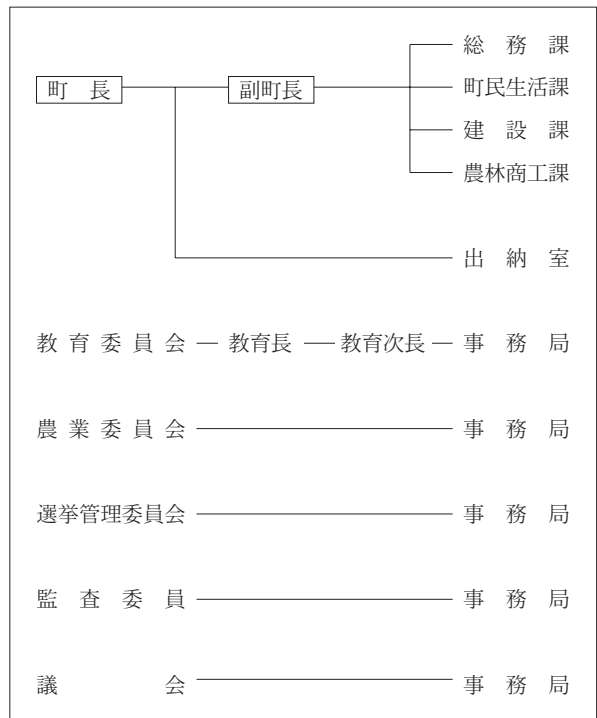 総務課
町長 副町長 町民生活課
建設課
農林商工課
出納室
教育委員会 教育長 教育次長 事務局
農業委員会 事務局
選挙管理委員会 事務局
監査委員 事務局
議会 事務局